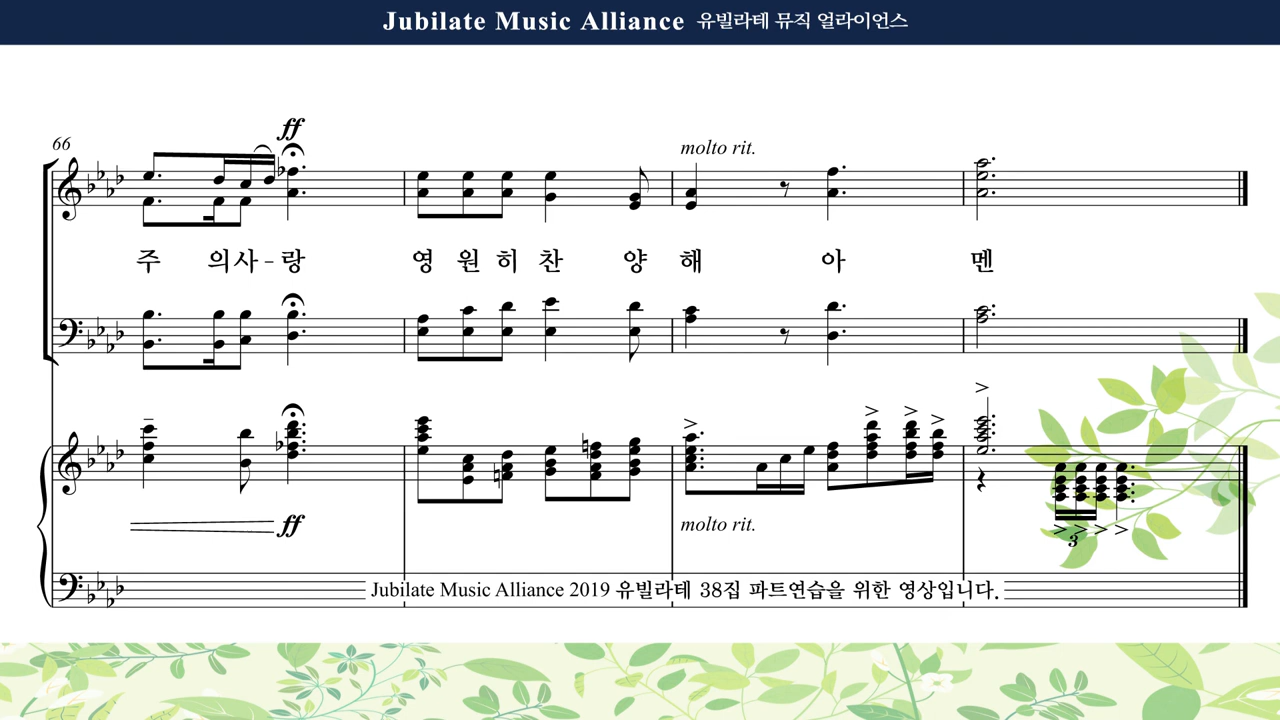 Jubilate Music Alliance 유빌라테 뮤직 얼라이언스
66
ff
molto rit.
주 의사-랑 영 원 히 찬 양 해 아 멘
ff
molto rit.
3
Jubilate Music Alliance 2019 유빌라테 38집 파트연습을 위한 영상입니다.